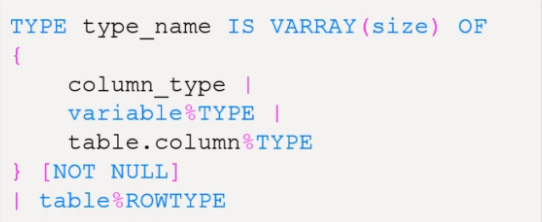 TYPE type_name IS VARRAY(size) OF
{
    column_type |
    variable%TYPE |
    table.column%TYPE
} [NOT NULL]
| table%ROWTYPE